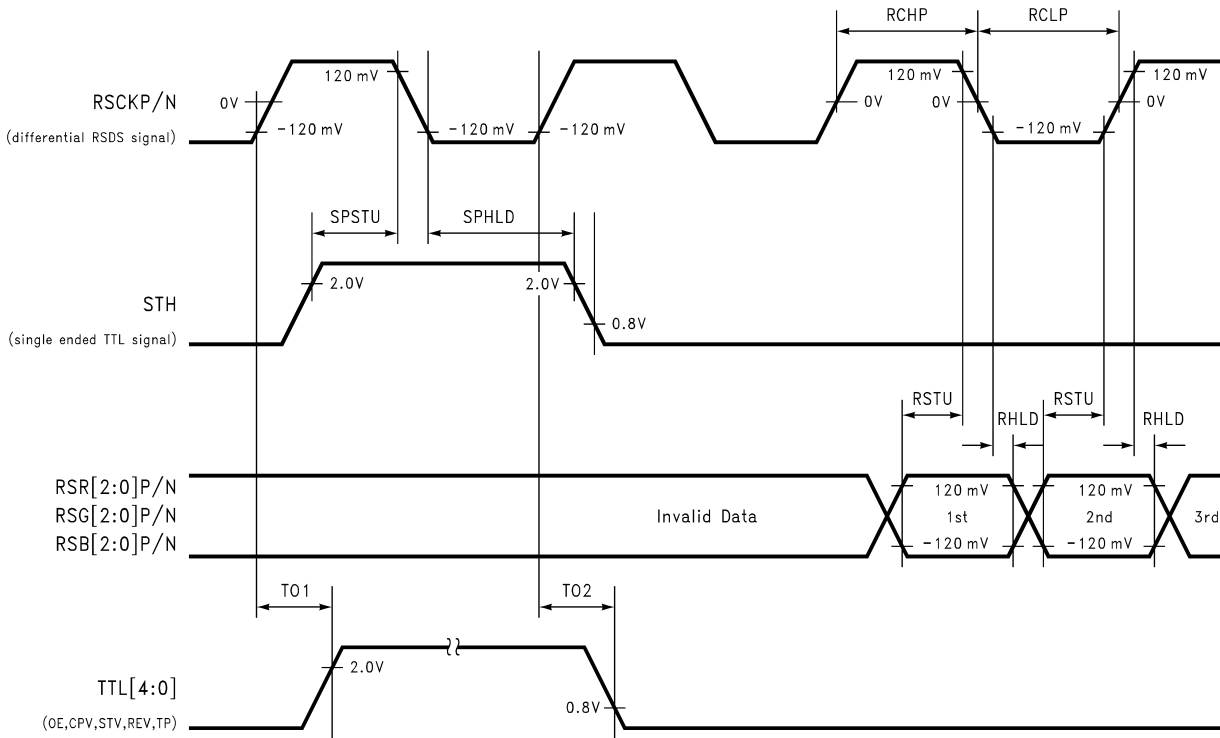 RCHP RCLP
120 mV 120 mV 120 mV
RSCKP/N 0V 0V 0V 0V
(differential RSDS signal) -120 mV -120 mV -120 mV -120 mV
SPSTU SPHLD
STH 2.0V 2.0V
0.8V
(single ended TTL signal)
RSTU RSTU
RHLD RHLD
RSR[2:0]P/N 120 mV 120 mV
RSG[2:0]P/N Invalid Data 1st 2nd 3rd
RSB[2:0]P/N -120 mV -120 mV
TO1 TO2
2.0V
TTL[4:0] 0.8V
(OE,CPV,STV,REV,TP)